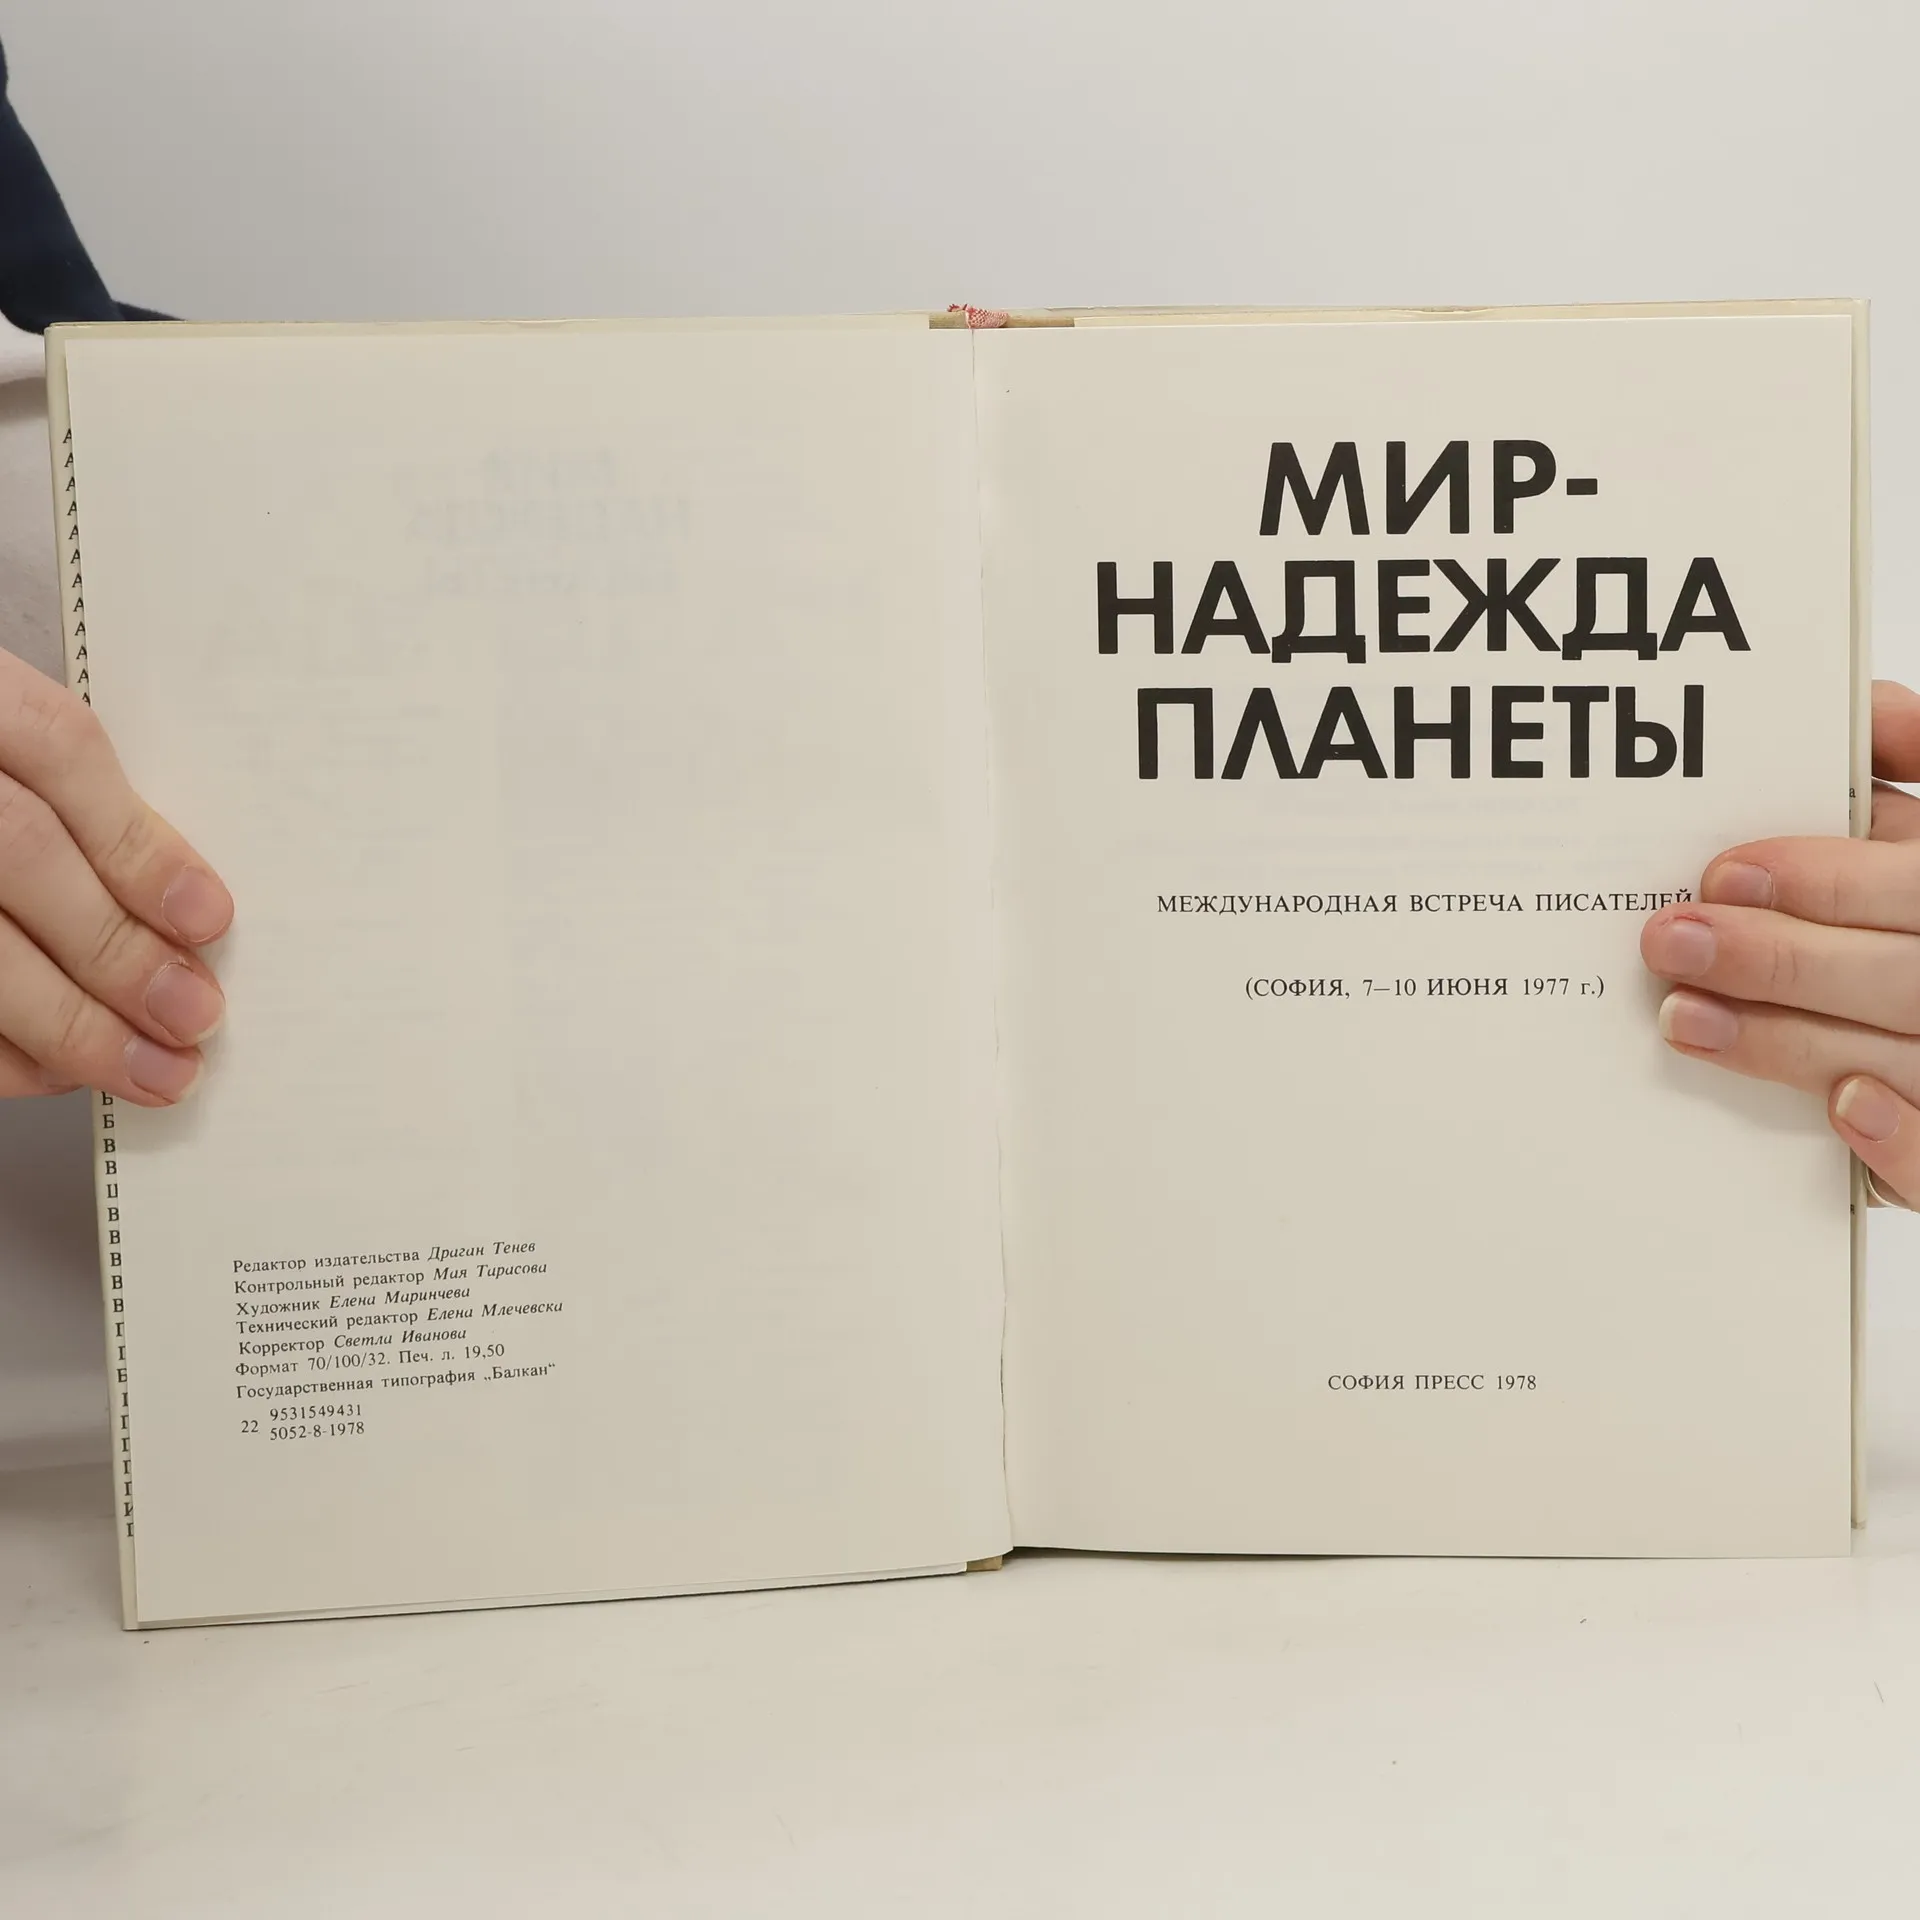 Редактор издательства Драган Тенев
Контрольный редактор Мая Тарасова
Художник Елена Маринчева
Технический редактор Елена Млечевска
Корректор Светла Иванова
Формат 70/100/32. Печ. л. 19,50
Государственная типография „Балкан“
22 9531549431
5052-8-1978
МИР-
НАДЕЖДА
ПЛАНЕТЫ
МЕЖДУНАРОДНАЯ ВСТРЕЧА ПИСАТЕЛЕЙ
(СОФИЯ, 7—10 ИЮНЯ 1977 г.)
СОФИЯ ПРЕСС 1978